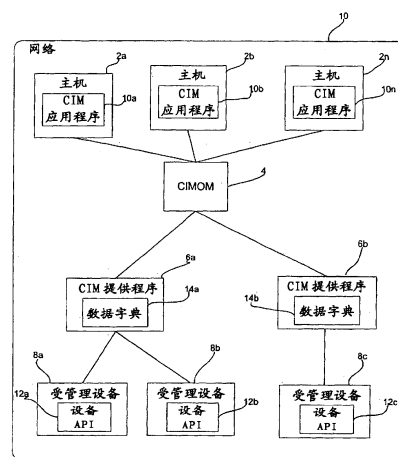 10
网络
2a
2b
2n
主机
主机
主机
CIM
应用程序
CIM
应用程序
CIM
应用程序
10a
10b
10n
CIMOM
4
6a
6b
CIM 提供程序
CIM 提供程序
14a
14b
数据字典
数据字典
8a
8b
8c
受管理设备
受管理设备
受管理设备
12a
设备
API
设备
API
12b
设备
API
12c